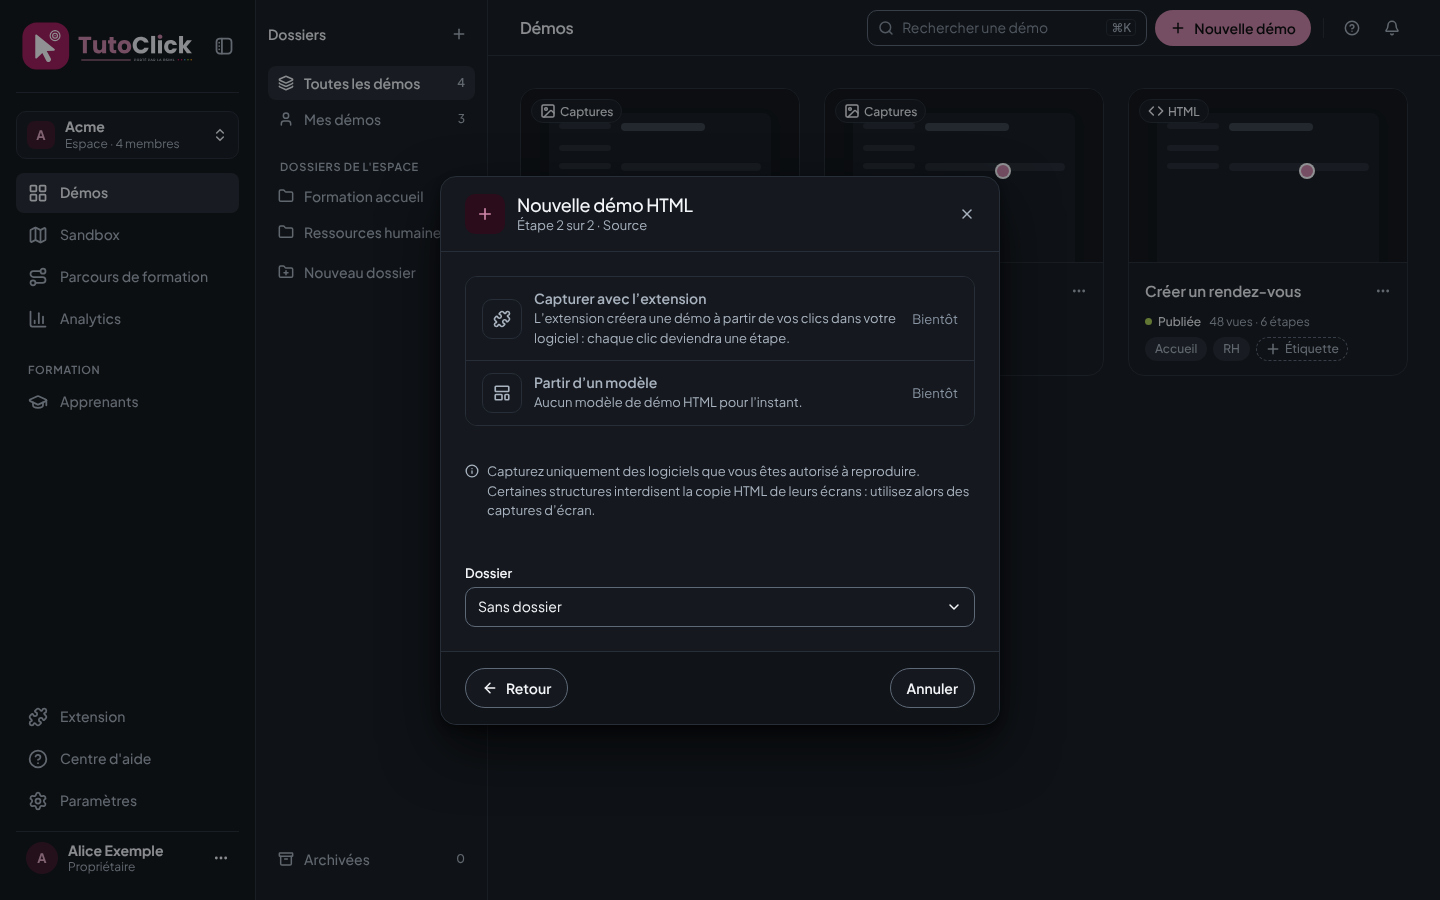 TutoClick
Acme
Espace · 4 membres
Démos
Sandbox
Parcours de formation
Analytics
FORMATION
Apprenants
Extension
Centre d'aide
Paramètres
A
Alice Exemple
Propriétaire
Dossiers
Toutes les démos 4
Mes démos 3
DOSSIERS DE L'ESPACE
Formation accueil
Ressources humaine
Nouveau dossier
Archivées 0
Démos
Rechercher une démo ⌘K
Nouvelle démo
Captures
Captures
HTML
Créer un rendez-vous
Publiée 48 vues · 6 étapes
Accueil RH Étiquette
Nouvelle démo HTML
Étape 2 sur 2 · Source
Capturer avec l’extension
L’extension créera une démo à partir de vos clics dans votre
logiciel : chaque clic deviendra une étape.
Bientôt
Partir d’un modèle
Aucun modèle de démo HTML pour l’instant.
Bientôt
Capturez uniquement des logiciels que vous êtes autorisé à reproduire.
Certaines structures interdisent la copie HTML de leurs écrans : utilisez alors des
captures d’écran.
Dossier
Sans dossier
Retour
Annuler